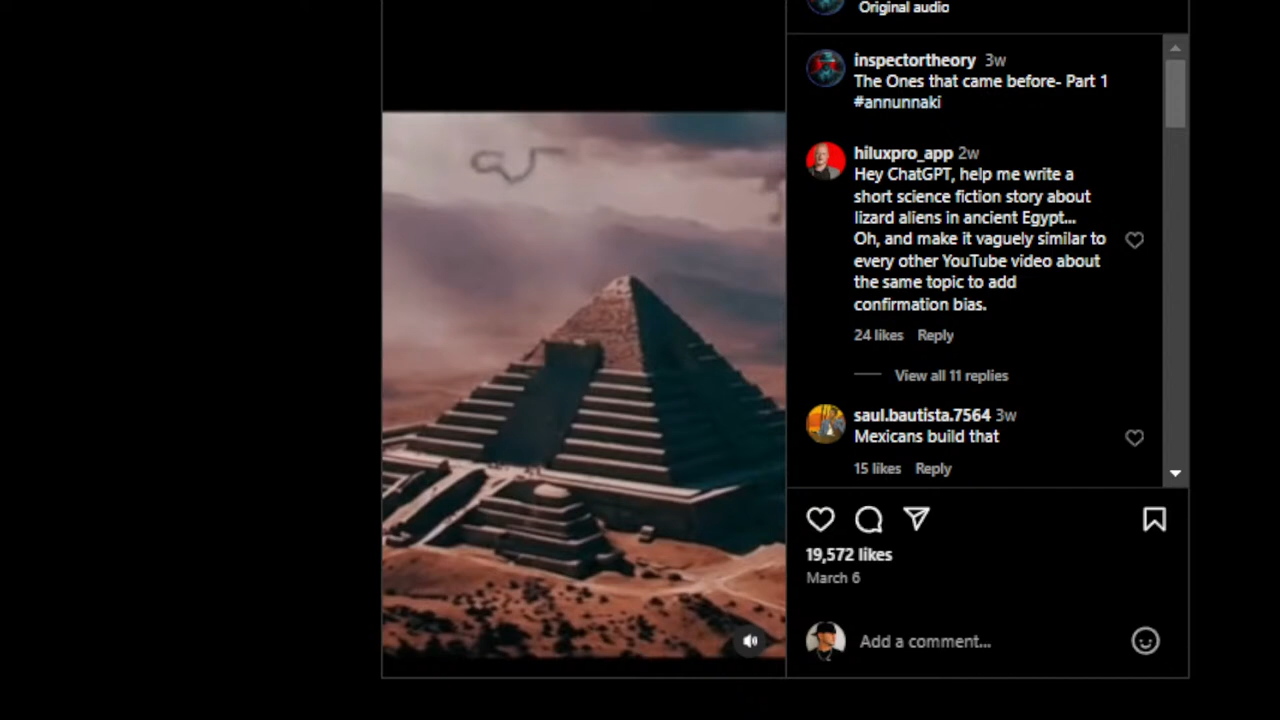 Original audio
inspectortheory 3w
The Ones that came before- Part 1
#annunnaki
hiluxpro_app 2w
Hey ChatGPT, help me write a
short science fiction story about
lizard aliens in ancient Egypt...
Oh, and make it vaguely similar to
every other YouTube video about
the same topic to add
confirmation bias.
24 likes Reply
View all 11 replies
saul.bautista.7564 3w
Mexicans build that
15 likes Reply
19,572 likes
March 6
Add a comment...